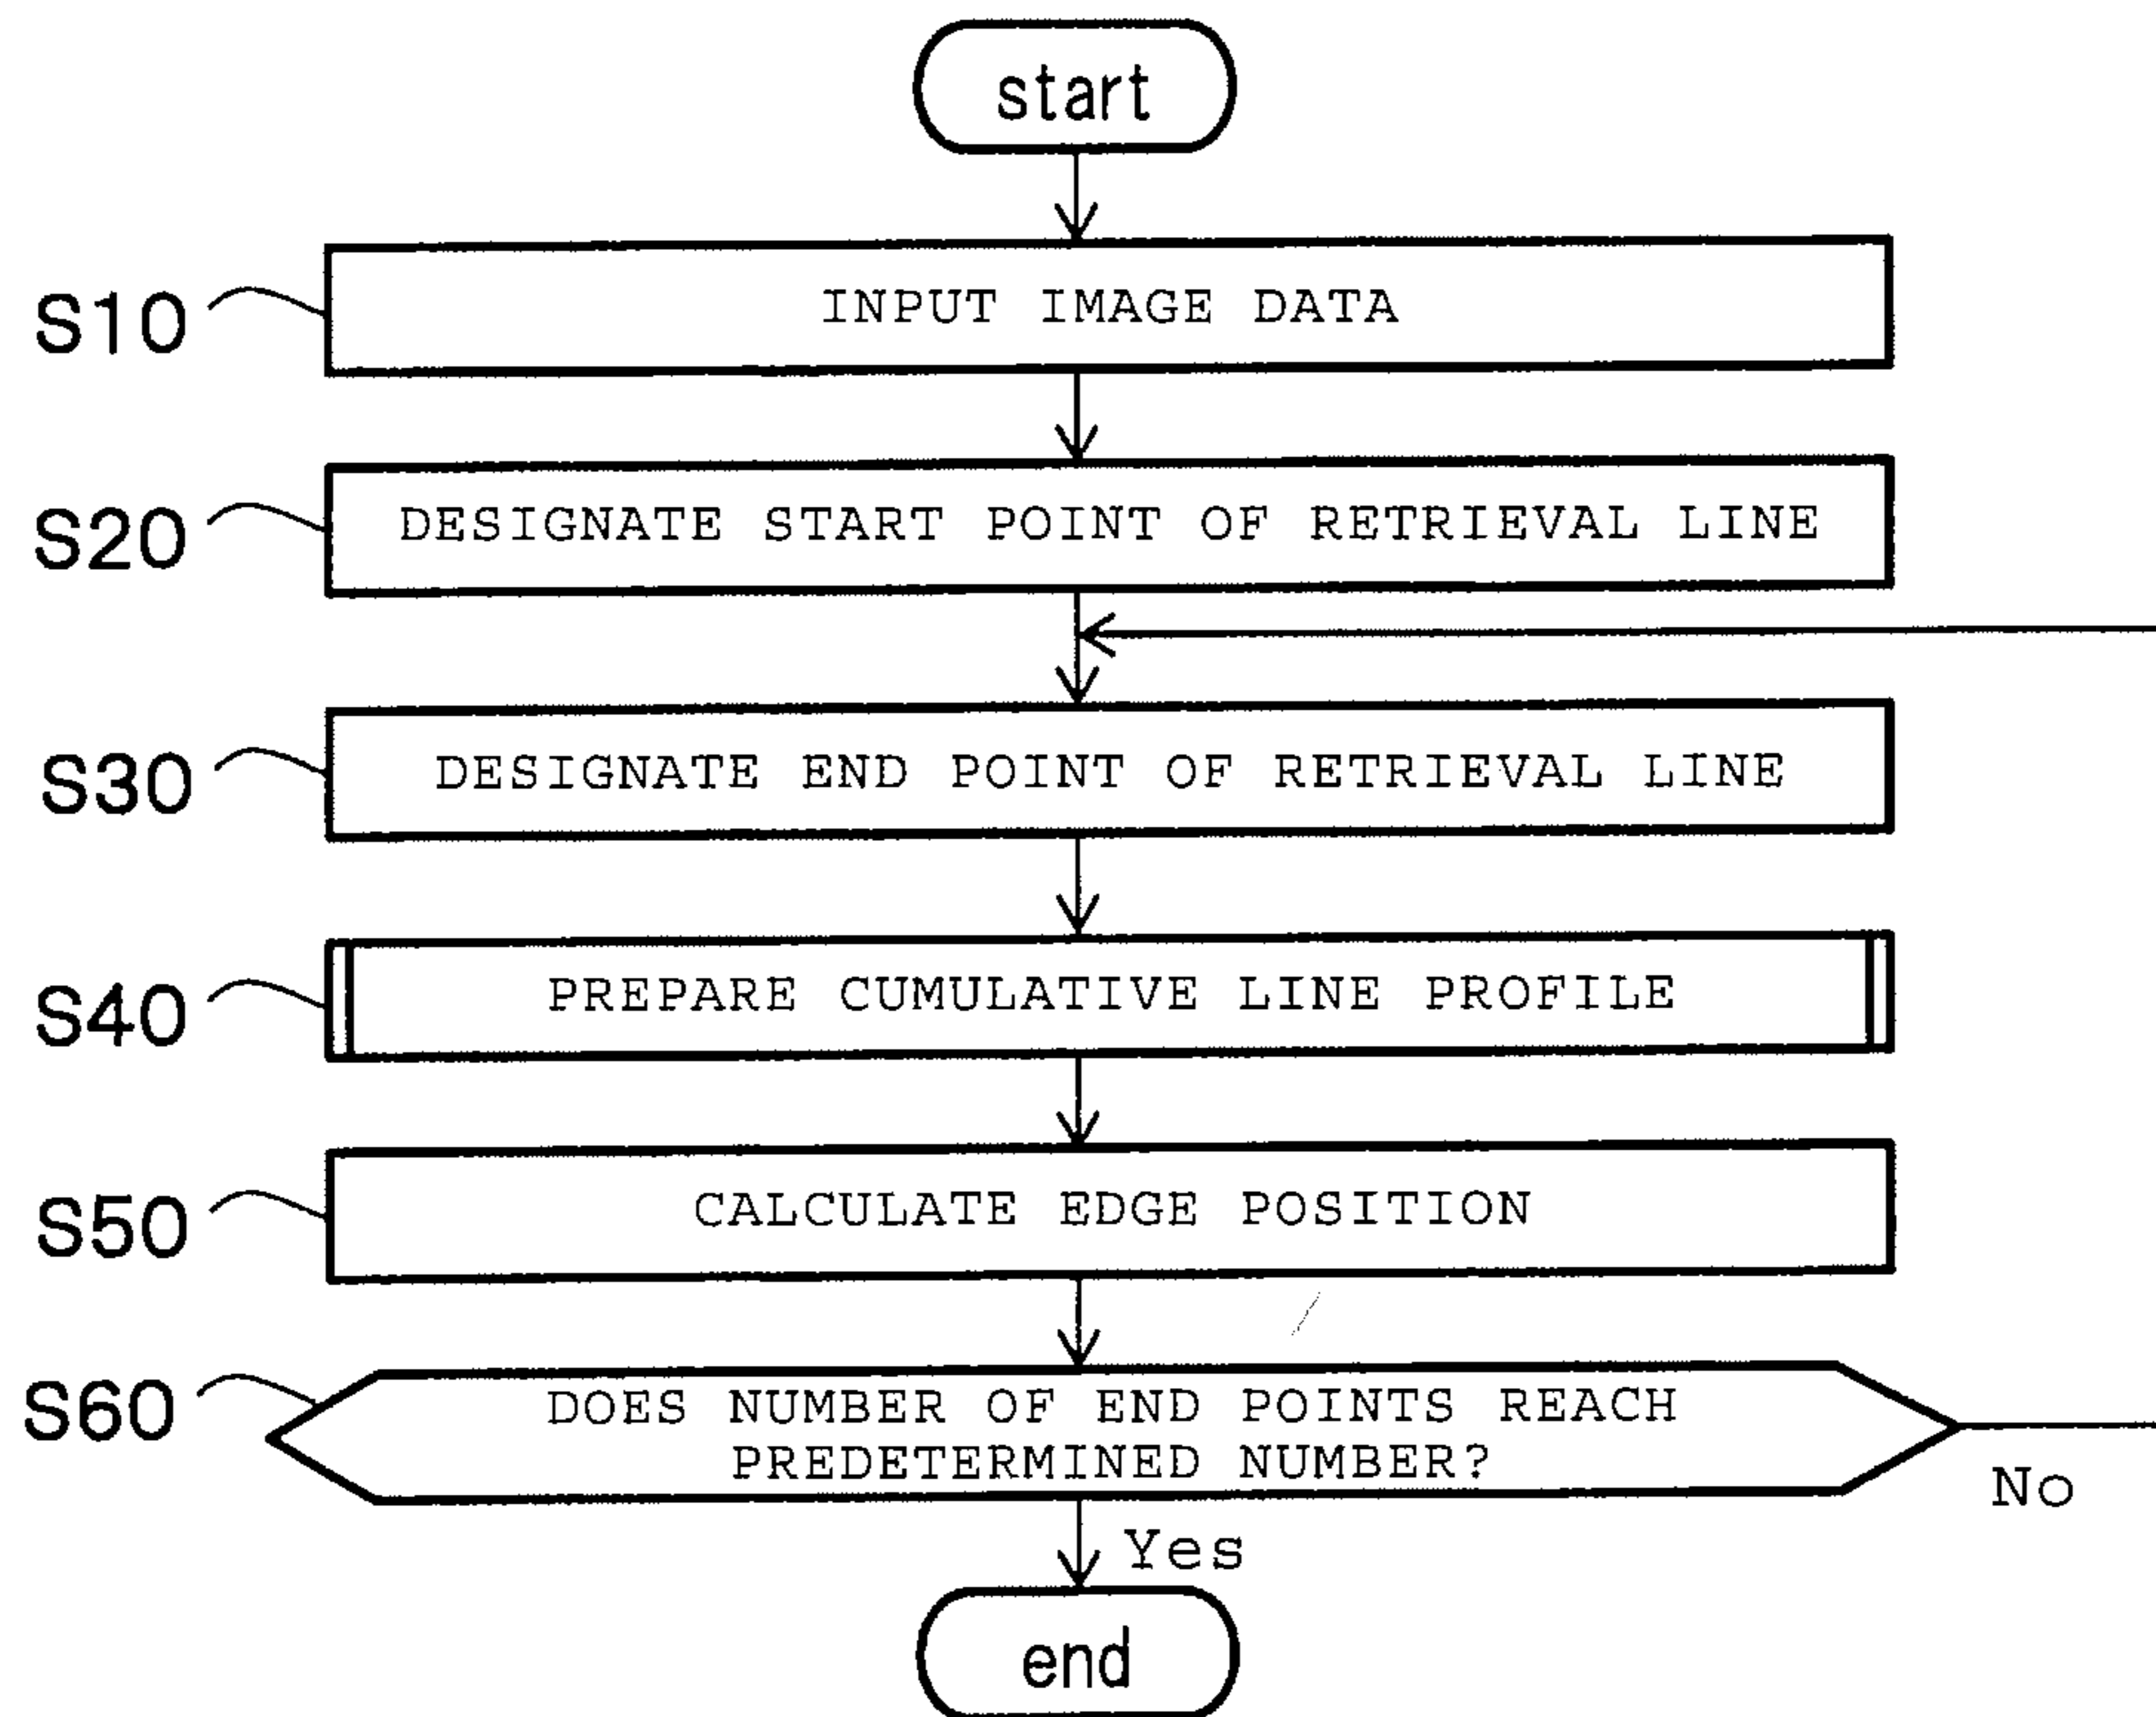 start
S10
INPUT IMAGE DATA
S20
DESIGNATE START POINT OF RETRIEVAL LINE
S30
DESIGNATE END POINT OF RETRIEVAL LINE
S40
PREPARE CUMULATIVE LINE PROFILE
S50
CALCULATE EDGE POSITION
S60
DOES NUMBER OF END POINTS REACH
PREDETERMINED NUMBER?
No
Yes
end